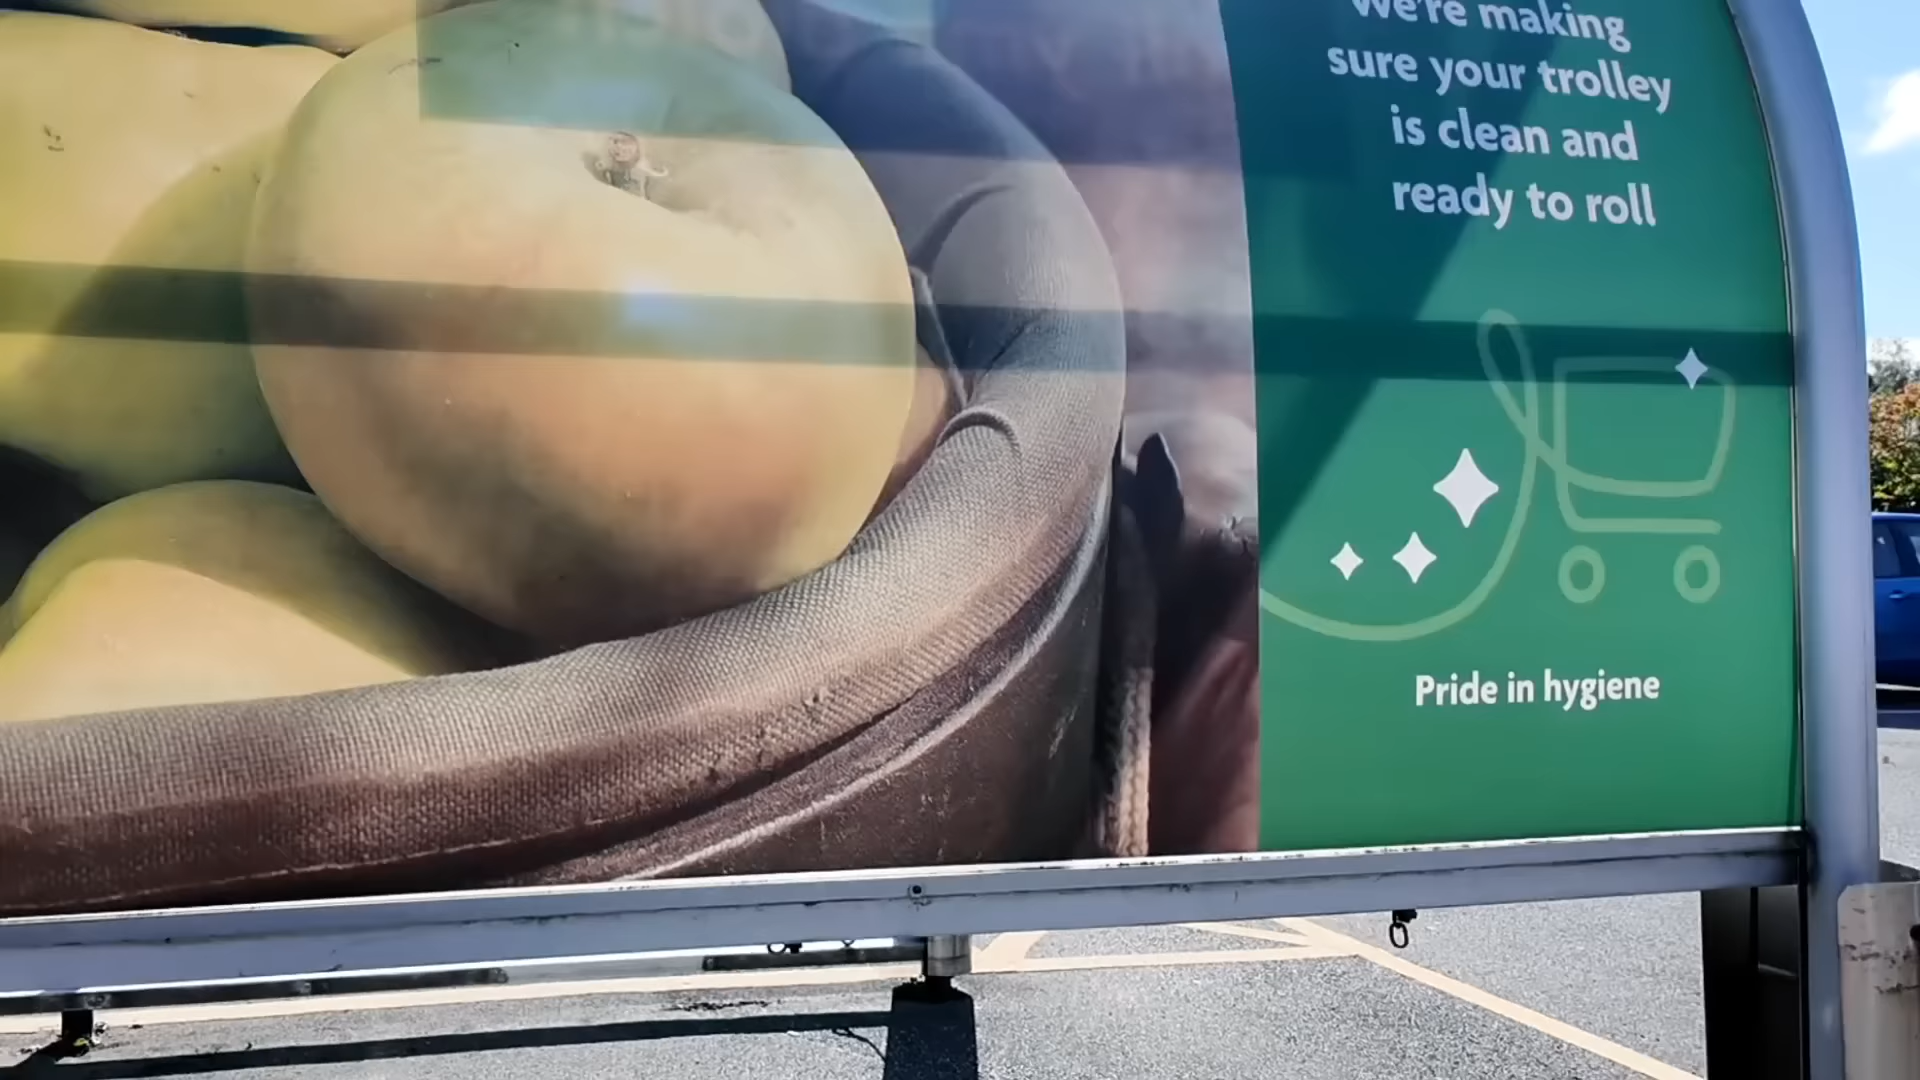 We're making
sure your trolley
is clean and
ready to roll
Pride in hygiene